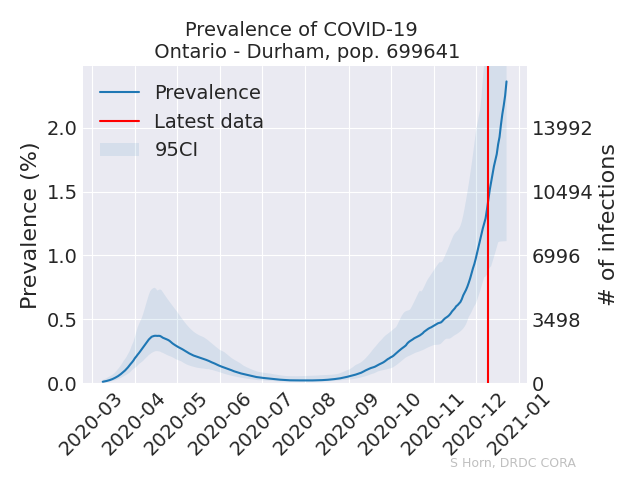 Prevalence of COVID-19
Ontario - Durham, pop. 699641
Prevalence
Latest data
95CI
Prevalence (%)
2.0
1.5
1.0
0.5
0.0
13992
10494
6996
3498
0
# of infections
2020-03
2020-04
2020-05
2020-06
2020-07
2020-08
2020-09
2020-10
2020-11
2020-12
2021-01
S Horn, DRDC CORA